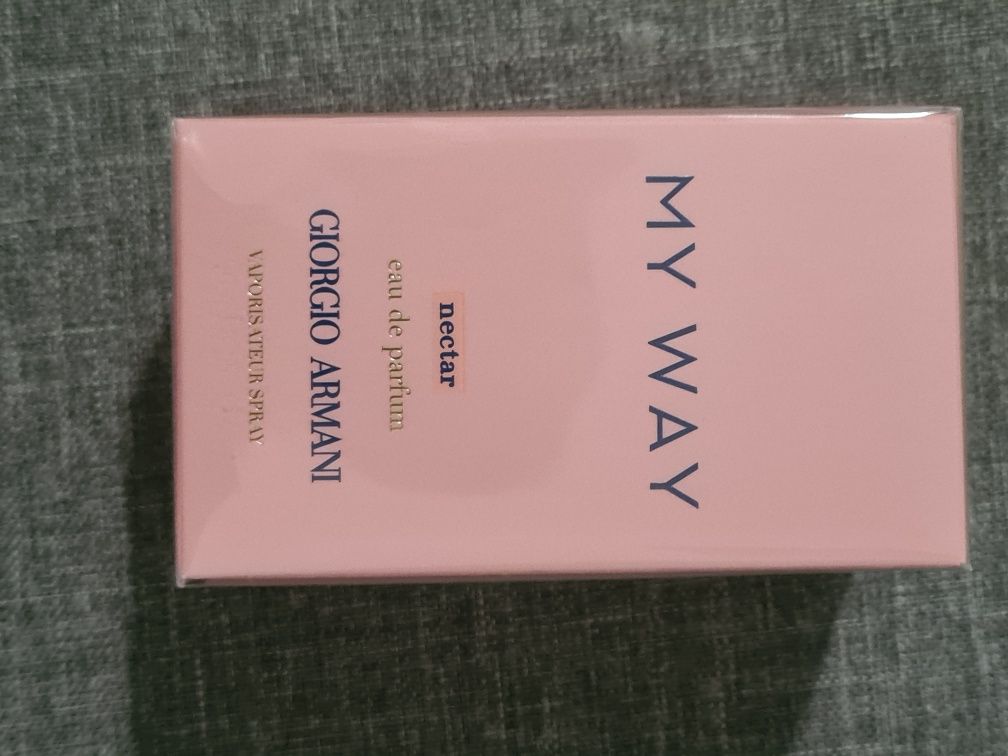 MY WAY
nectar
eau de parfum
GIORGIO ARMANI
VAPORISATEUR SPRAY